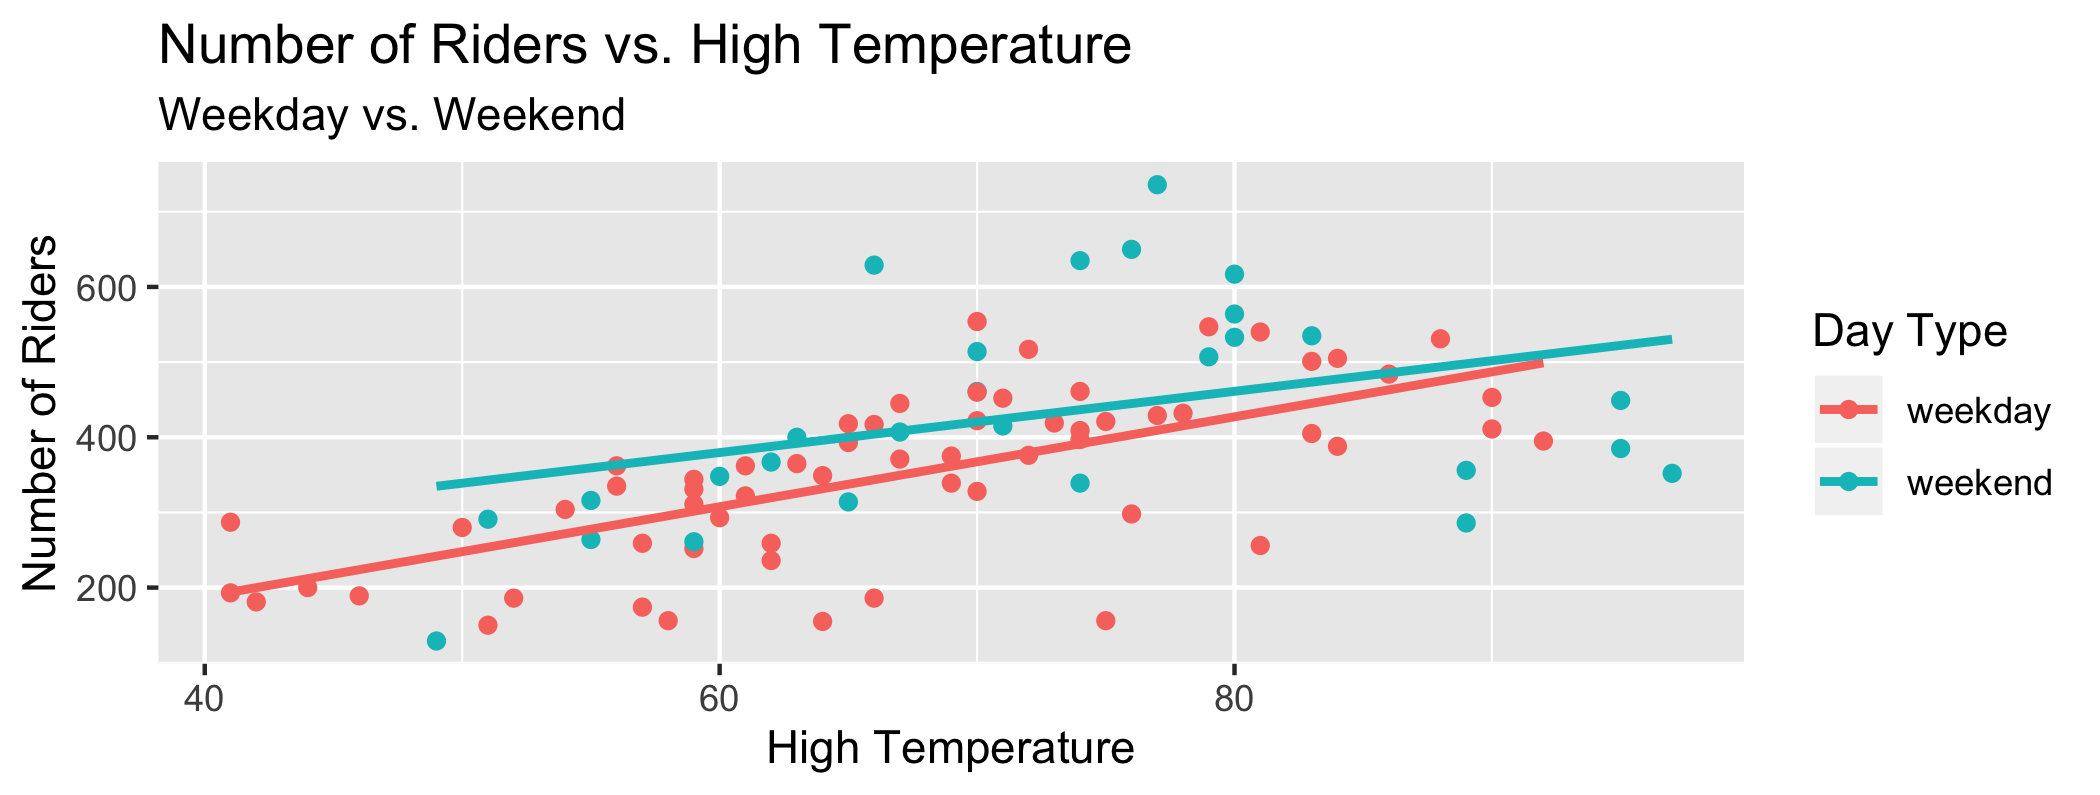 Number of Riders vs. High Temperature
Weekday vs. Weekend
Number of Riders
600
400
200
40 60 80
High Temperature
Day Type
weekday
weekend